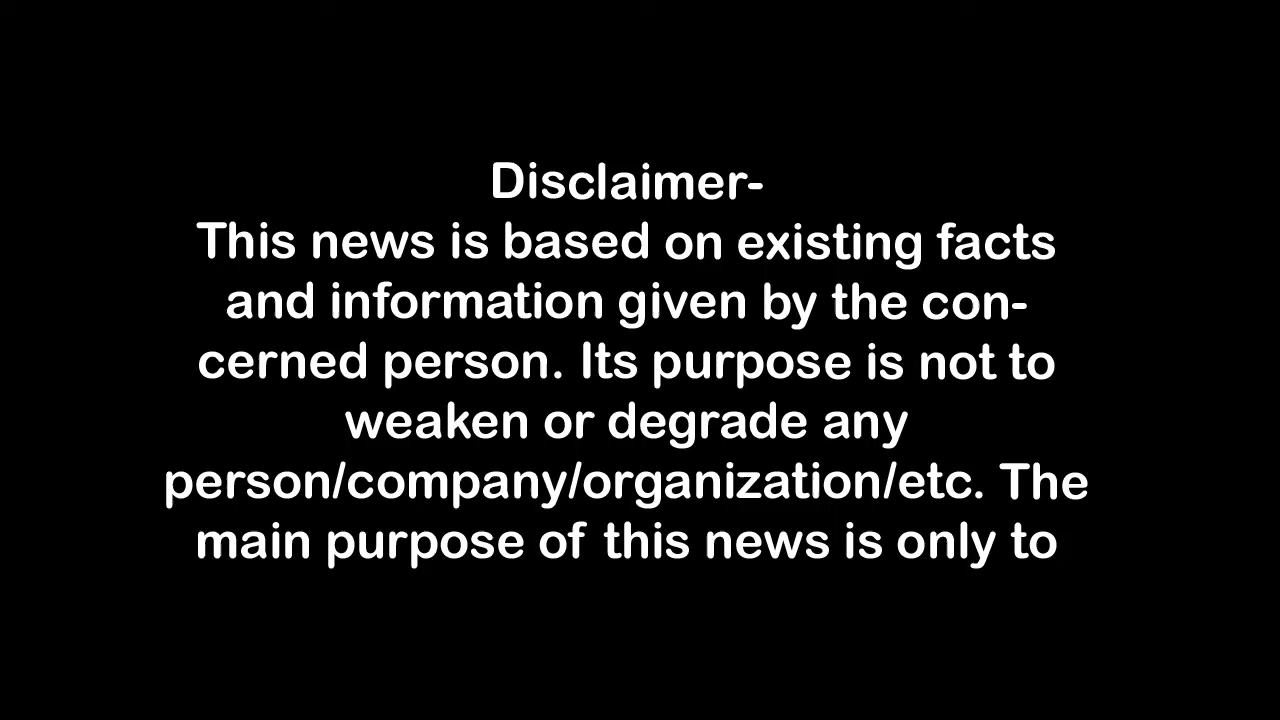 Disclaimer-
This news is based on existing facts
and information given by the con-
cerned person. Its purpose is not to
weaken or degrade any
person/company/organization/etc. The
main purpose of this news is only to